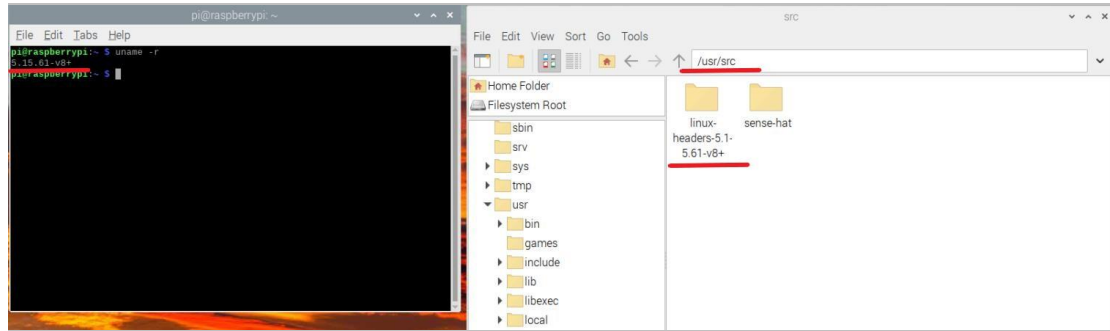 pi@raspberrypi: ~
File Edit Tabs Help
pi@raspberrypi:~ $ uname -r
5.15.61-v8+
pi@raspberrypi:~ $
src
File Edit View Sort Go Tools
/usr/src
Home Folder
Filesystem Root
sbin
srv
sys
tmp
usr
bin
games
include
lib
libexec
local
linux-
headers-5.1-
5.61-v8+
sense-hat